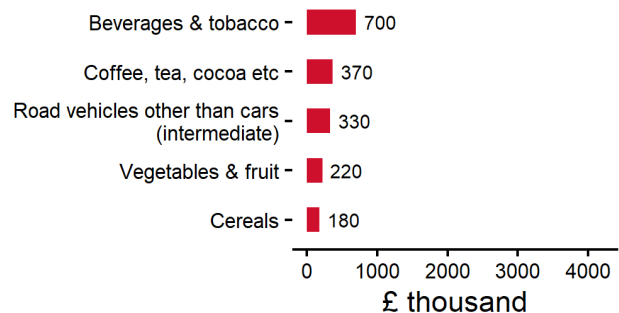 Beverages & tobacco
700
Coffee, tea, cocoa etc
370
Road vehicles other than cars
(intermediate)
330
Vegetables & fruit
220
Cereals
180
0 1000 2000 3000 4000
£ thousand